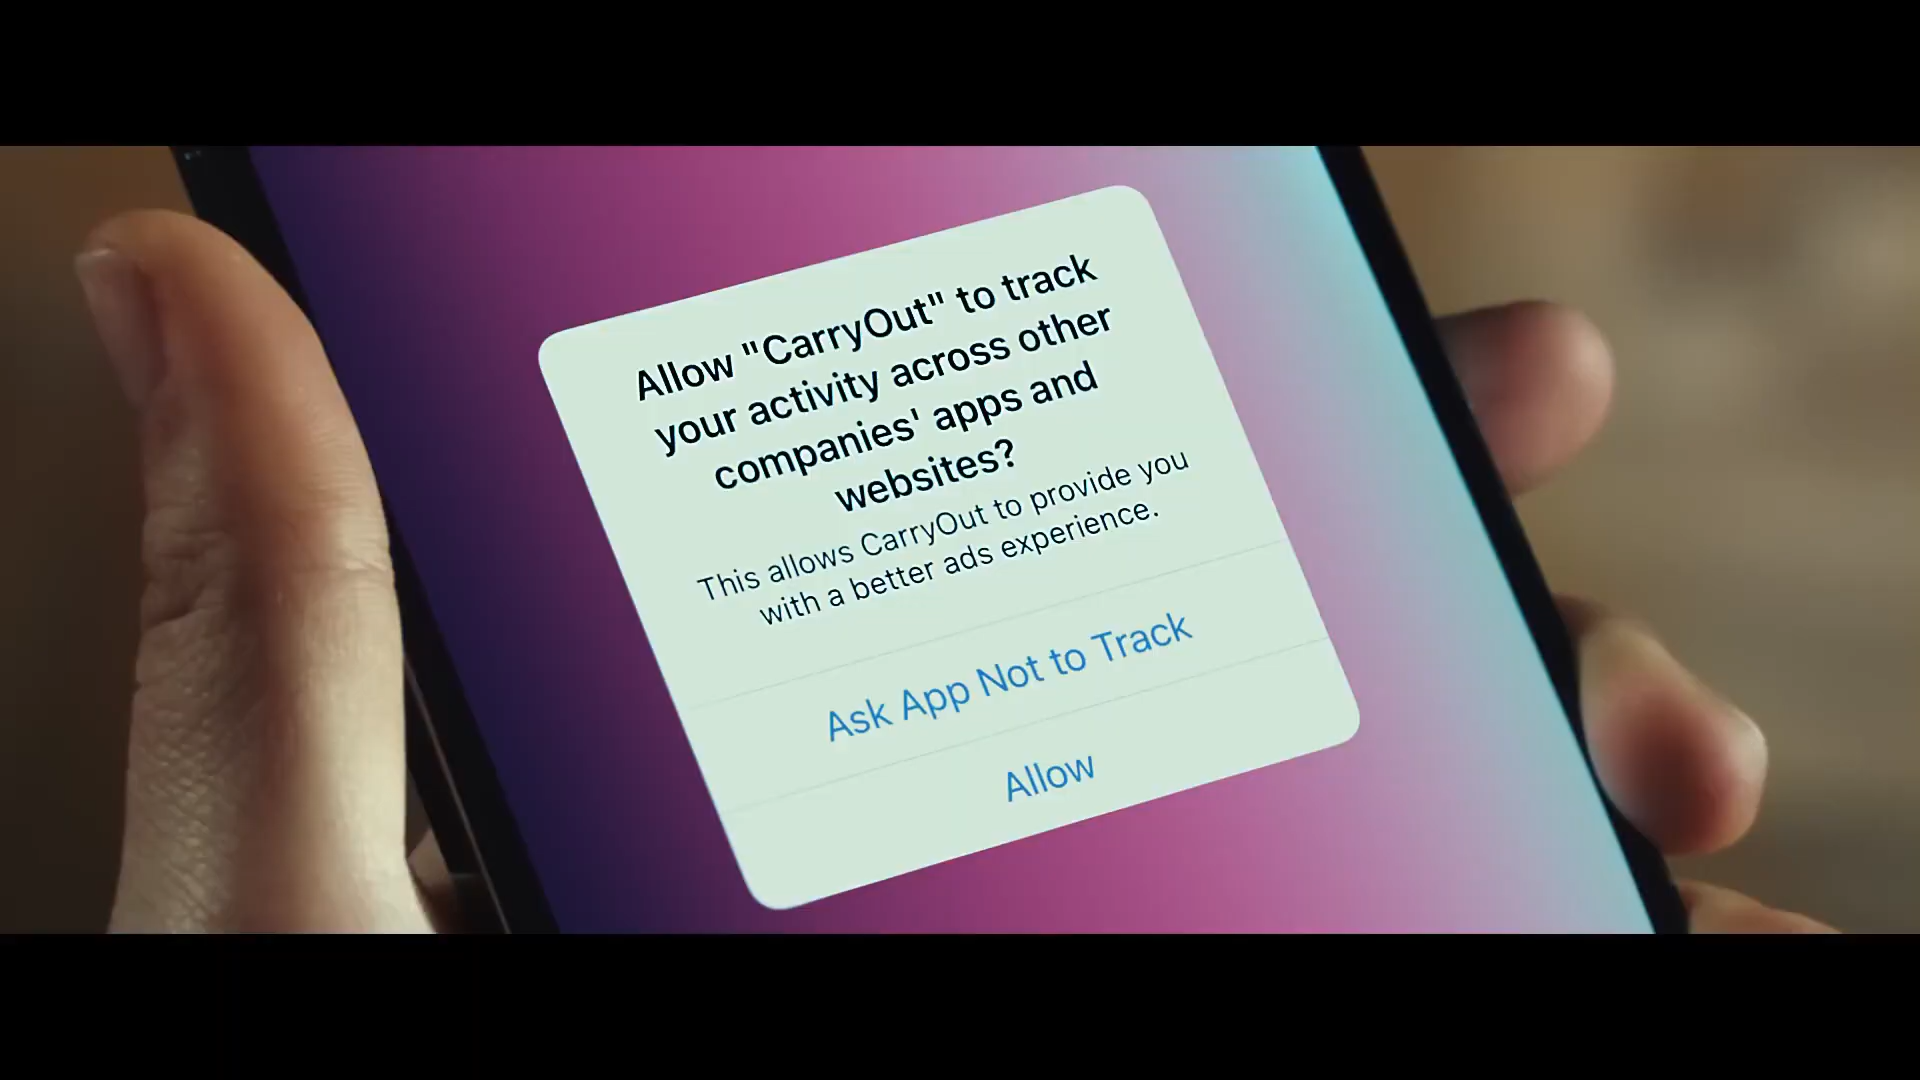 Allow "CarryOut" to track
your activity across other
companies' apps and
websites?
This allows CarryOut to provide you
with a better ads experience.
Ask App Not to Track
Allow